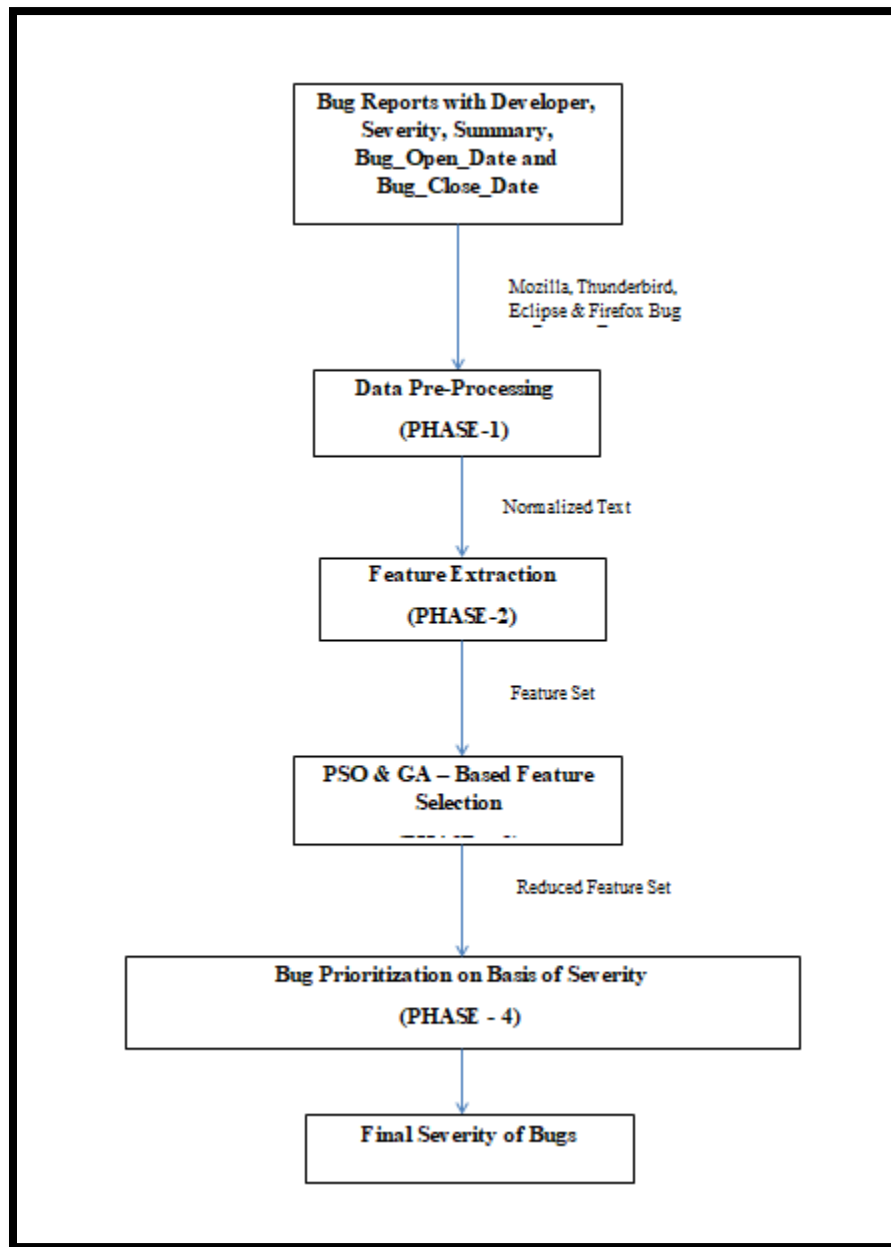 Bug Reports with Developer,
Severity, Summary,
Bug_Open_Date and
Bug_Close_Date
Mozilla, Thunderbird,
Eclipse & Firefox Bug
Data Pre-Processing
(PHASE-1)
Normalized Text
Feature Extraction
(PHASE-2)
Feature Set
PSO & GA – Based Feature
Selection
Reduced Feature Set
Bug Prioritization on Basis of Severity
(PHASE - 4)
Final Severity of Bugs